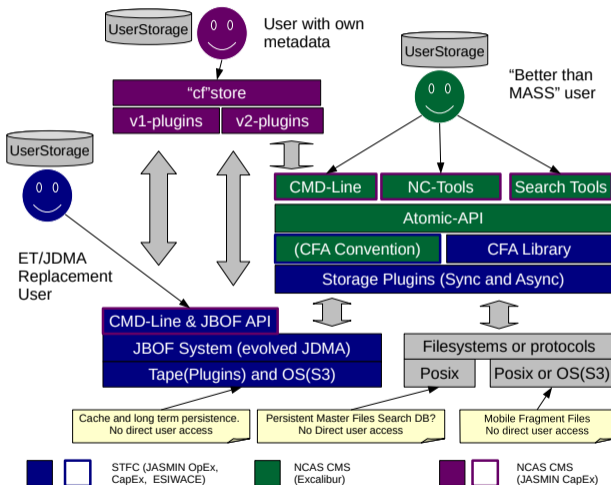 UserStorage
User with own
metadata
UserStorage
"Better than
MASS" user
"cf"store
v1-plugins
v2-plugins
UserStorage
CMD-Line
NC-Tools
Search Tools
Atomic-API
(CFA Convention)
CFA Library
Storage Plugins (Sync and Async)
ET/JDMA
Replacement
User
CMD-Line & JBOF API
JBOF System (evolved JDMA)
Tape(Plugins) and OS(S3)
Filesystems or protocols
Posix
Posix or OS(S3)
Cache and long term persistence.
No direct user access
Persistent Master Files Search DB?
No Direct user access
Mobile Fragment Files
No direct user access
STFC (JASMIN OpEx,
CapEx, ESIWACE)
NCAS CMS
(Excalibur)
NCAS CMS
(JASMIN CapEx)